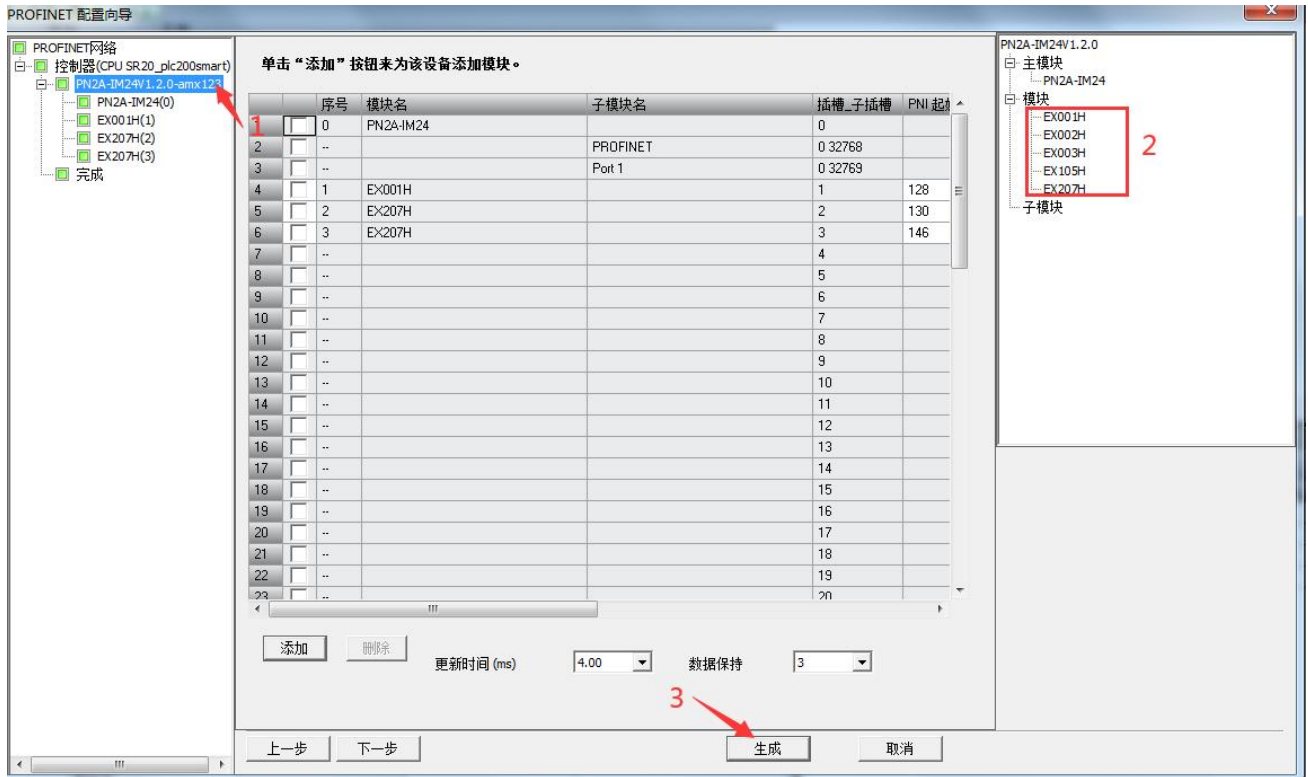 PROFINET 配置向导
PROFINET网络
控制器(CPU SR20_plc200smart)
PN2A-IM24V1.2.0-amx123
PN2A-IM24(0)
EX001H(1)
EX207H(2)
EX207H(3)
完成
1
单击“添加”按钮来为该设备添加模块。
序号 模块名 子模块名 插槽_子插槽 PNI 起
0 PN2A-IM24 0
2 -- PROFINET 0 32768
3 -- Port 1 0 32769
4 1 EX001H 1 128
5 2 EX207H 2 130
6 3 EX207H 3 146
7 -- 4
8 -- 5
9 -- 6
10 -- 7
11 -- 8
12 -- 9
13 -- 10
14 -- 11
15 -- 12
16 -- 13
17 -- 14
18 -- 15
19 -- 16
20 -- 17
21 -- 18
22 -- 19
23 -- 20
添加 删除 更新时间 (ms) 4.00 数据保持 3
3
上一步 下一步 生成 取消
PN2A-IM24V1.2.0
主模块
PN2A-IM24
模块
EX001H
EX002H
EX003H
EX105H
EX207H
子模块
2